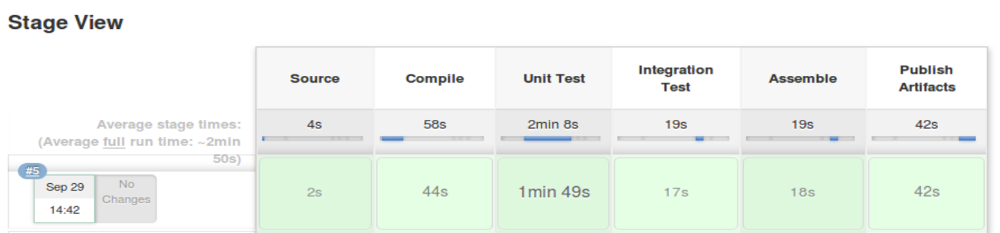 Stage View
Source
Compile
Unit Test
Integration
Test
Assemble
Publish
Artifacts
Average stage times:
(Average full run time: ~2min
50s)
4s
58s
2min 8s
19s
19s
42s
#5
Sep 29
14:42
No
Changes
2s
44s
1min 49s
17s
18s
42s